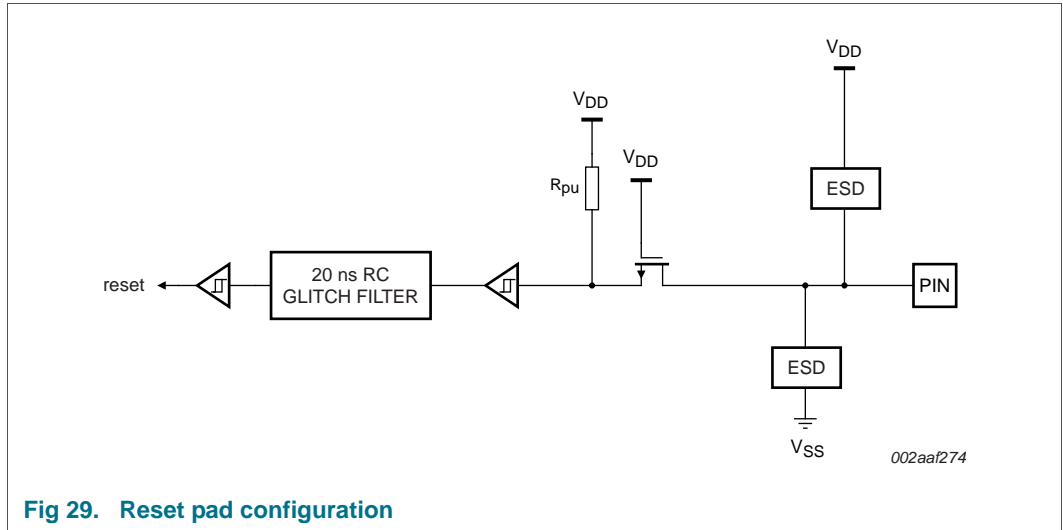 VDD
VDD
VDD
Rpu
ESD
reset
20 ns RC
GLITCH FILTER
PIN
ESD
VSS
002aaf274
Fig 29. Reset pad configuration